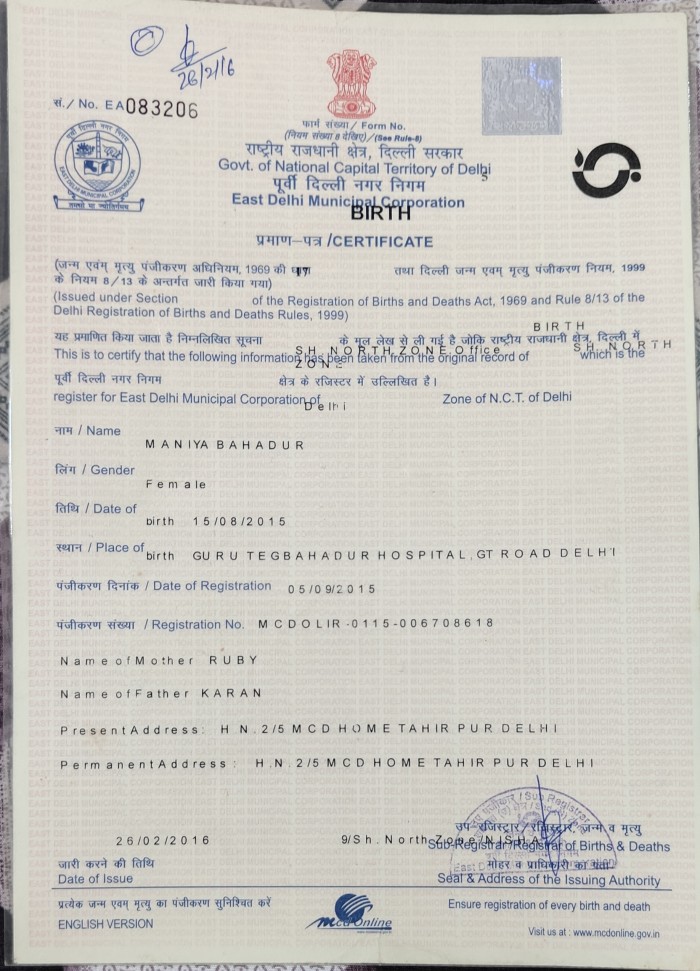 26/2/16
सं./ No. EA083206
फार्म संख्या / Form No.
(नियम संख्या 8 देखिए)/(See Rule-8)
राष्ट्रीय राजधानी क्षेत्र, दिल्ली सरकार
Govt. of National Capital Territory of Delhi
5
पूर्वी दिल्ली नगर निगम
East Delhi Municipal Corporation
BIRTH
प्रमाण–पत्र /CERTIFICATE
(जन्म एवंम् मृत्यु पंजीकरण अधिनियम, 1969 की धारा 17 तथा दिल्ली जन्म एवम् मृत्यु पंजीकरण नियम, 1999
के नियम 8/13 के अन्तर्गत जारी किया गया)
(Issued under Section of the Registration of Births and Deaths Act, 1969 and Rule 8/13 of the
Delhi Registration of Births and Deaths Rules, 1999)
BIRTH
यह प्रमाणित किया जाता है निम्नलिखित सूचना के मूल लेख से ली गई है जोकि राष्ट्रीय राजधानी क्षेत्र, दिल्ली में
SH. NORTH ZONE, Office SH. NORTH
This is to certify that the following information has been taken from the original record of which is the
ZONE
पूर्वी दिल्ली नगर निगम क्षेत्र के रजिस्टर में उल्लिखित है।
register for East Delhi Municipal Corporation of Zone of N.C.T. of Delhi
Delhi
नाम / Name
MANIYA BAHADUR
लिंग / Gender
Female
तिथि / Date of
birth 15/08/2015
स्थान / Place of
birth GURU TEGBAHADUR HOSPITAL, GT ROAD DELHI
पंजीकरण दिनांक / Date of Registration 05/09/2015
पंजीकरण संख्या / Registration No. MCDOLIR-0115-006708618
Name of Mother RUBY
Name of Father KARAN
Present Address: H N. 2/5 MCD HOME TAHIR PUR DELHI
Permanent Address: H.N. 2/5 MCD HOME TAHIR PUR DELHI
उप–रजिस्ट्रार/रजिस्ट्रार, जन्म व मृत्यु
26/02/2016 9/Sh. North Zone/NISHA
Sub-Registrar/Registrar of Births & Deaths
जारी करने की तिथि मोहर व प्राधिकारी का पता
Date of Issue Seal & Address of the Issuing Authority
प्रत्येक जन्म एवम् मृत्यु का पंजीकरण सुनिश्चित करें Ensure registration of every birth and death
ENGLISH VERSION mcdOnline Visit us at : www.mcdonline.gov.in